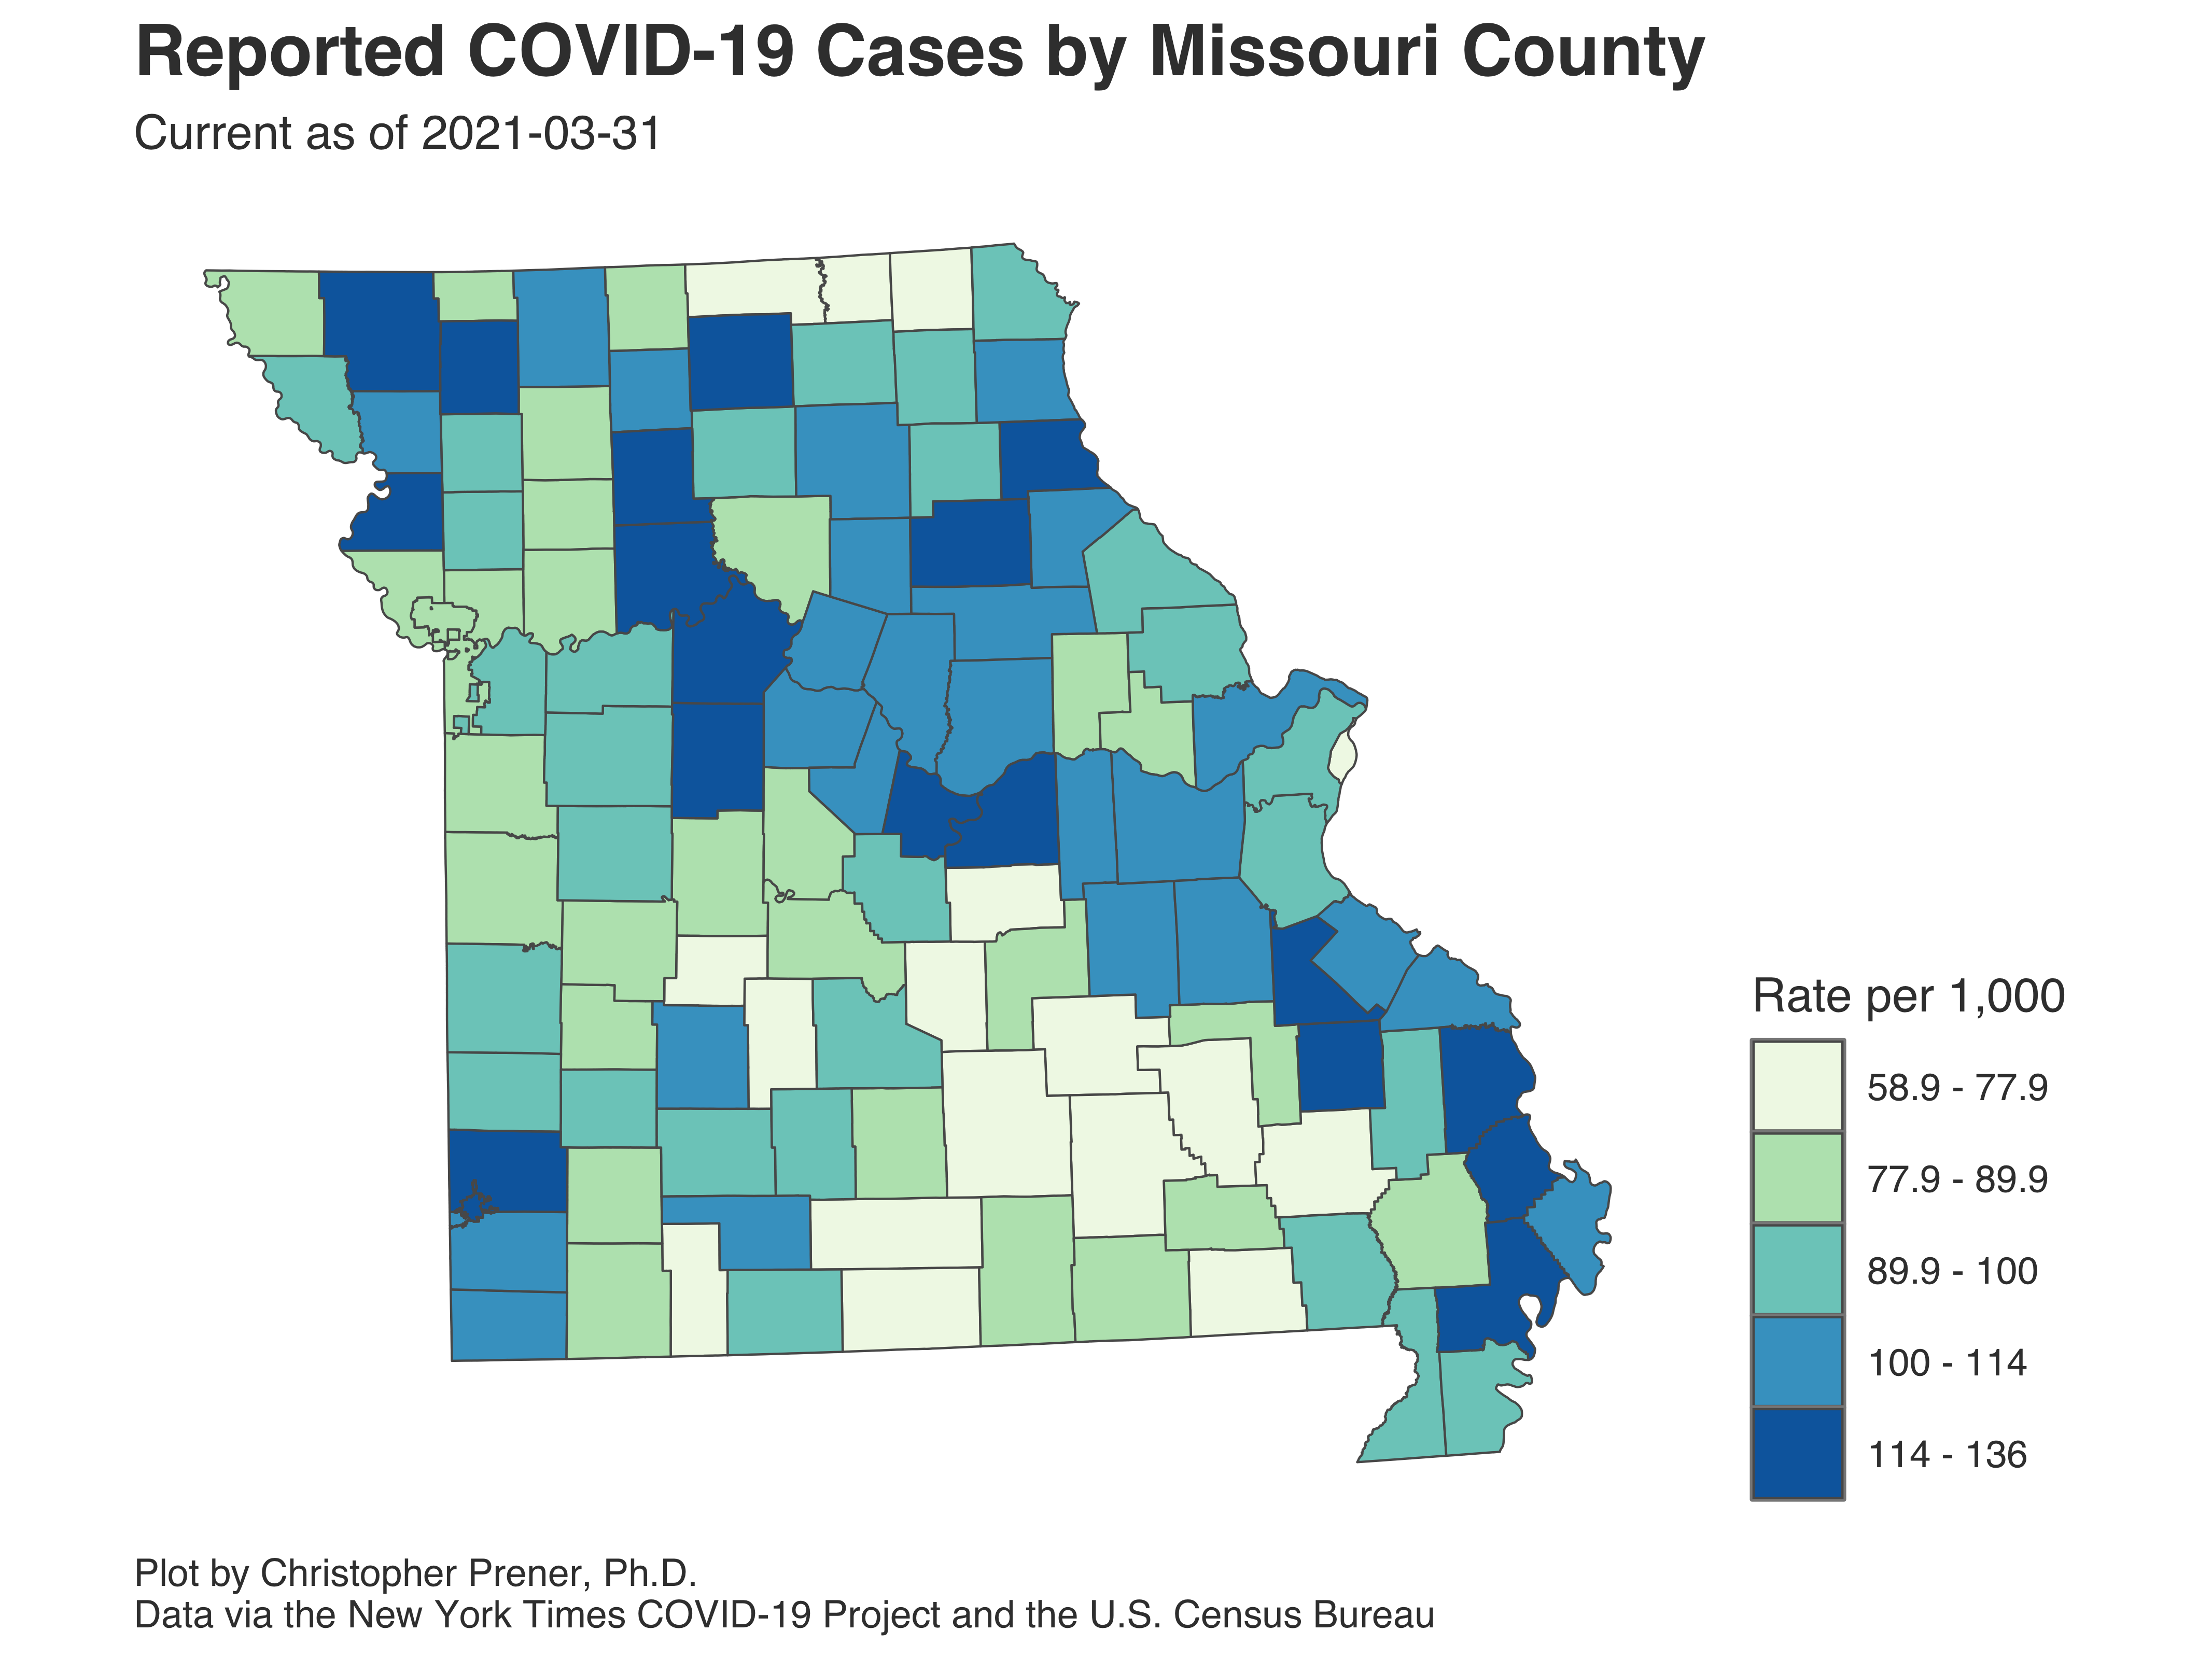 Reported COVID-19 Cases by Missouri County
Current as of 2021-03-31
Rate per 1,000
58.9 - 77.9
77.9 - 89.9
89.9 - 100
100 - 114
114 - 136
Plot by Christopher Prener, Ph.D.
Data via the New York Times COVID-19 Project and the U.S. Census Bureau